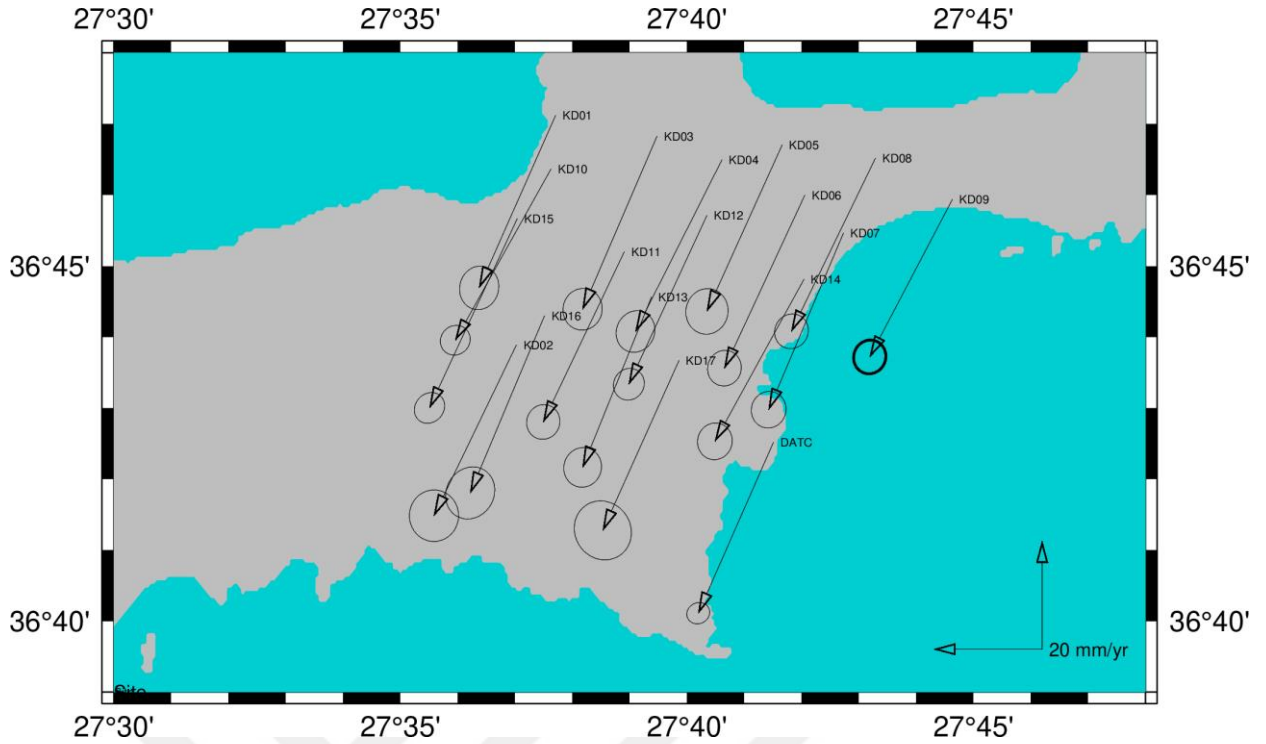 27°30' 27°35' 27°40' 27°45'
KD01
KD03
KD05
KD04
KD08
KD10
KD06
KD09
KD12
KD15
KD07
KD11
36°45' 36°45'
KD14
KD13
KD16
KD02
KD17
DATC
36°40' 36°40'
20 mm/yr
Site
27°30' 27°35' 27°40' 27°45'